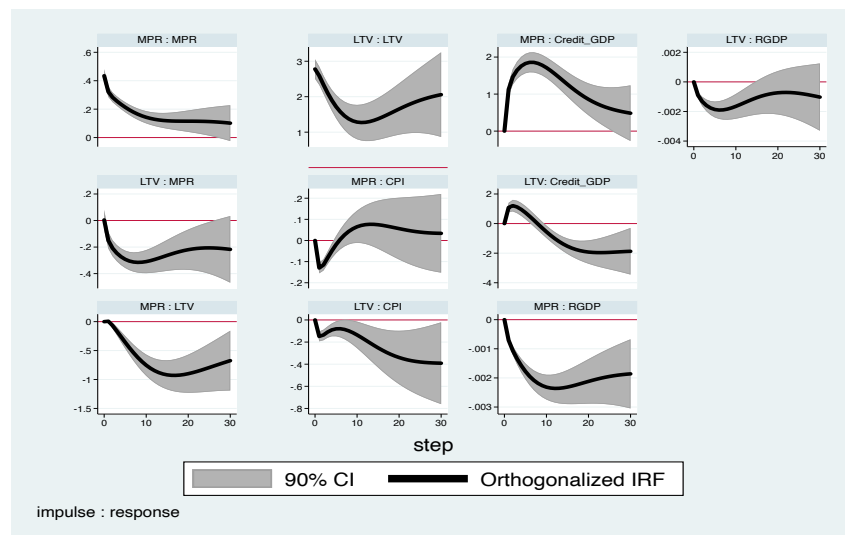 MPR : MPR
.6
.4
.2
0
LTV : LTV
3
2
1
MPR : Credit_GDP
2
1
0
LTV : RGDP
.002
0
-.002
-.004
0 10 20 30
LTV : MPR
.2
0
-.2
-.4
MPR : CPI
.2
.1
0
-.1
-.2
LTV: Credit_GDP
2
0
-2
-4
MPR : LTV
0
-.5
-1
-1.5
0 10 20 30
LTV : CPI
0
-.2
-.4
-.6
-.8
0 10 20 30
MPR : RGDP
0
-.001
-.002
-.003
0 10 20 30
step
90% CI Orthogonalized IRF
impulse : response